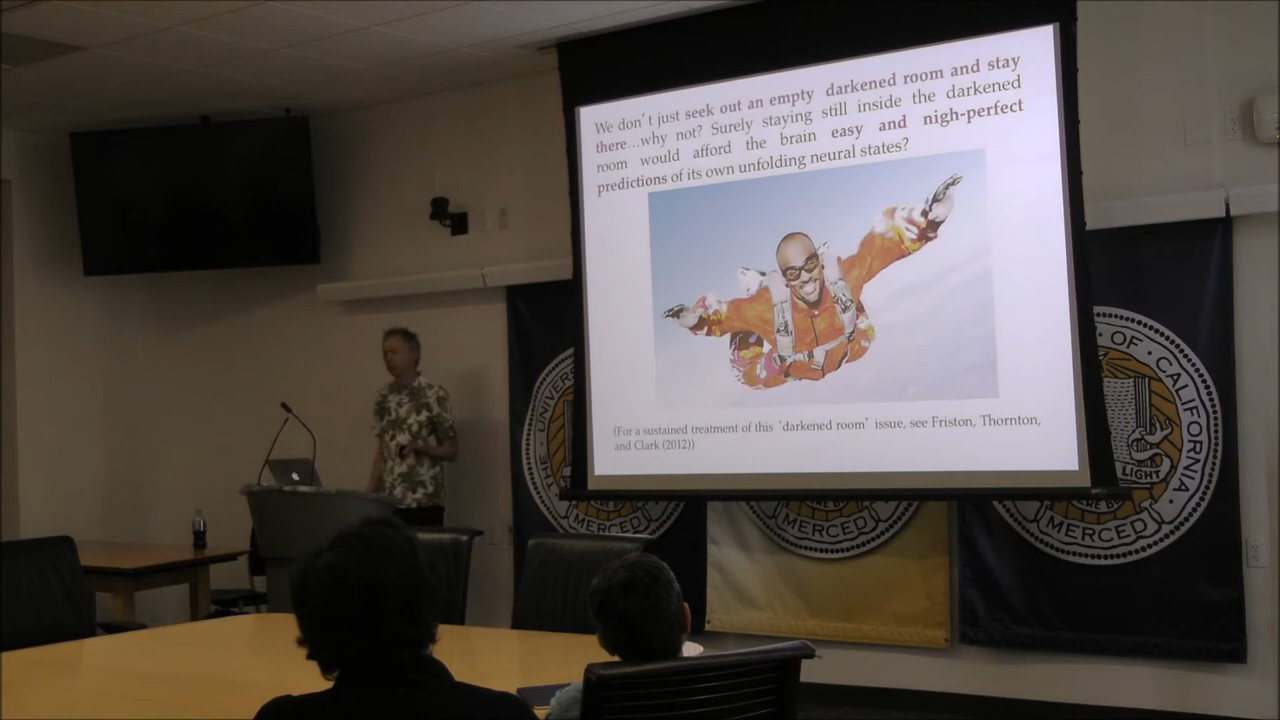 We don't just seek out an empty darkened room and stay
there...why not? Surely staying still inside the darkened
room would afford the brain easy and nigh-perfect
predictions of its own unfolding neural states?
(For a sustained treatment of this 'darkened room' issue, see Friston, Thornton,
and Clark (2012))
THE · UNIVER
MERCED
MERCED
OF · CALIFORNIA ·
LIGHT
MERCED